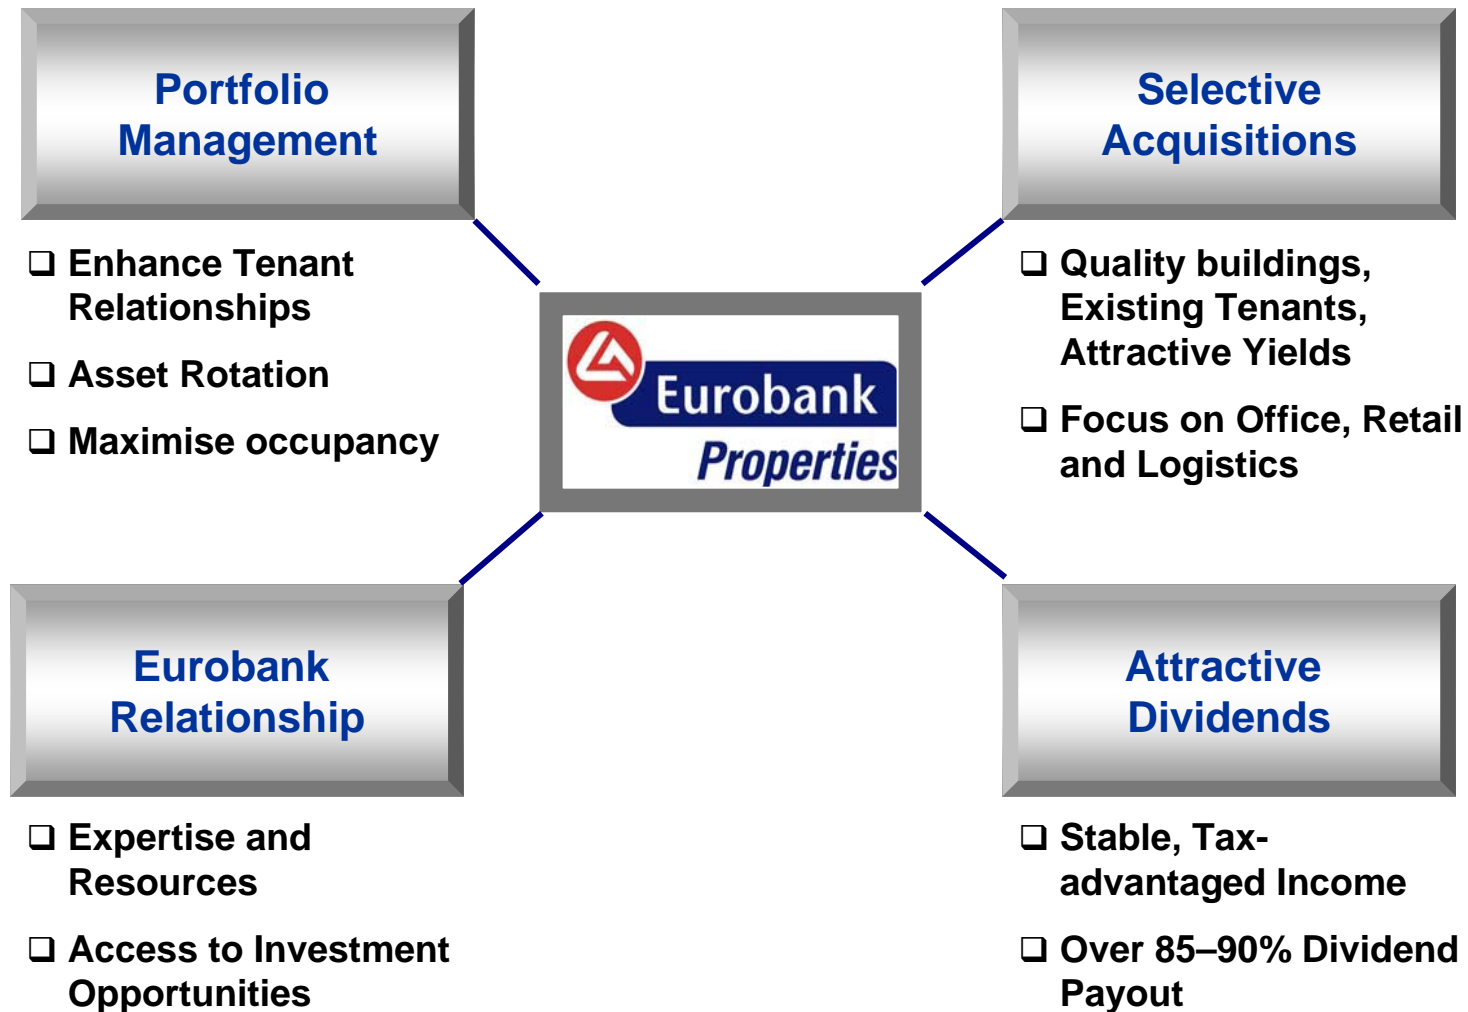 Portfolio
Management
❑ Enhance Tenant
Relationships
❑ Asset Rotation
❑ Maximise occupancy
Selective
Acquisitions
❑ Quality buildings,
Existing Tenants,
Attractive Yields
❑ Focus on Office, Retail
and Logistics
Eurobank
Properties
Eurobank
Relationship
❑ Expertise and
Resources
❑ Access to Investment
Opportunities
Attractive
Dividends
❑ Stable, Tax-
advantaged Income
❑ Over 85–90% Dividend
Payout